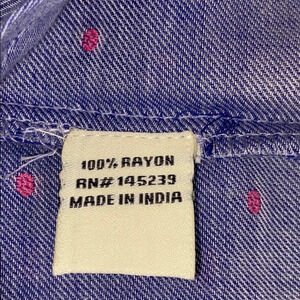 100% RAYON
RN# 145239
MADE IN INDIA